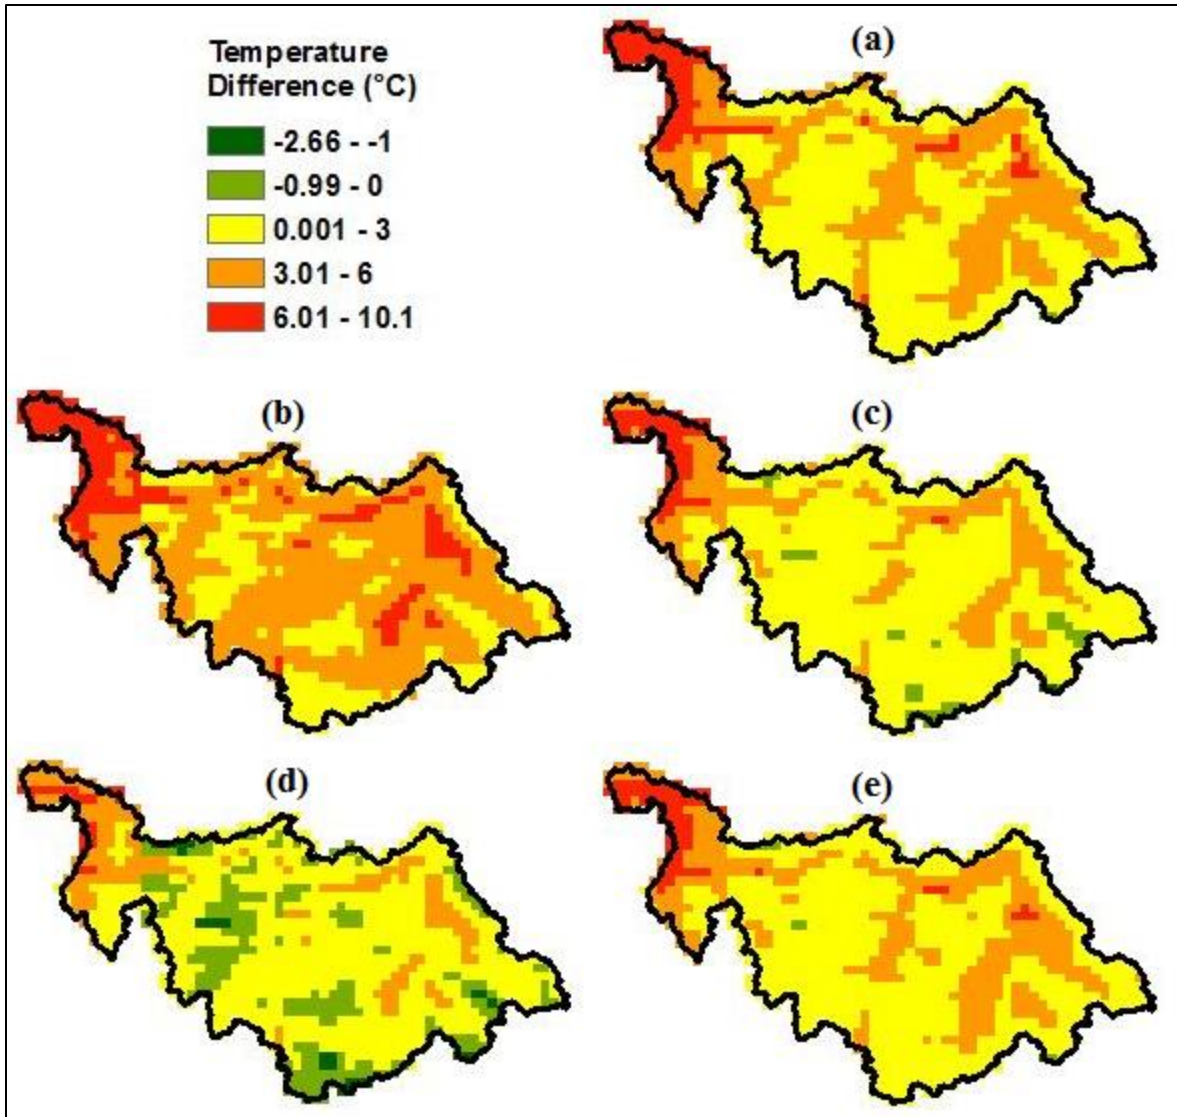 Temperature
Difference (°C)
-2.66 - -1
-0.99 - 0
0.001 - 3
3.01 - 6
6.01 - 10.1
(a)
(b)
(c)
(d)
(e)